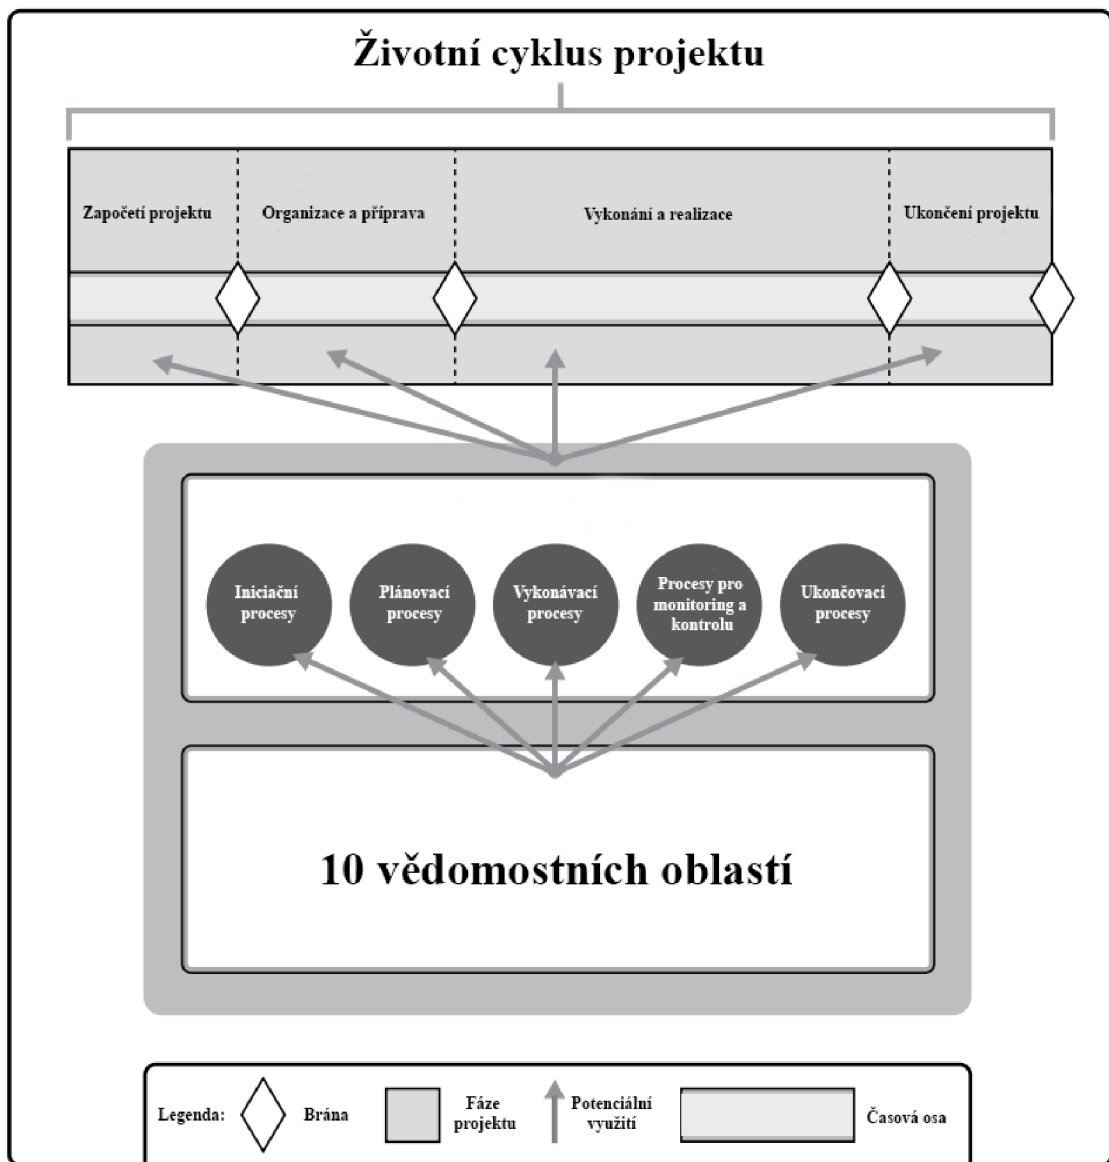 Životní cyklus projektu
Započetí projektu
Organizace a příprava
Vykonání a realizace
Ukončení projektu
Iniciační
procesy
Plánovací
procesy
Vykonávací
procesy
Procesy pro
monitoring a
kontrolu
Ukončovací
procesy
10 vědomostních oblastí
Legenda:
Brána
Fáze
projektu
Potenciální
využití
Časová osa